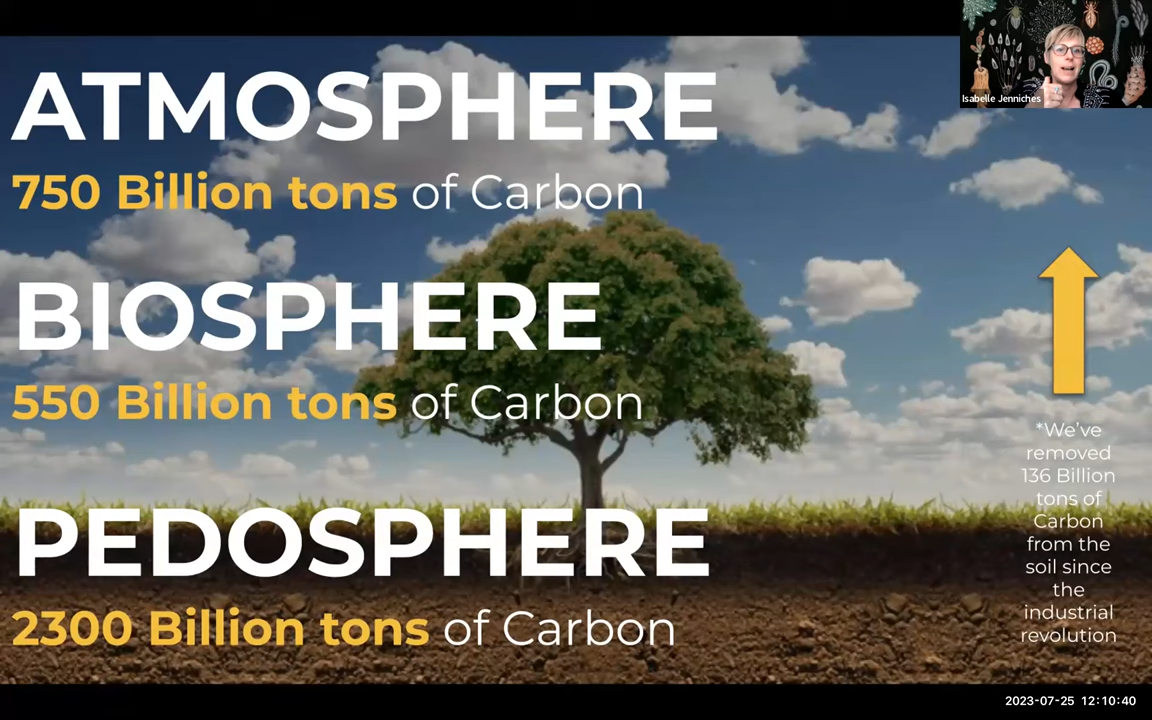 ATMOSPHERE
750 Billion tons of Carbon
BIOSPHERE
550 Billion tons of Carbon
PEDOSPHERE
2300 Billion tons of Carbon
*We've
removed
136 Billion
tons of
Carbon
from the
soil since
the
industrial
revolution
Isabelle Jenniches
2023-07-25 12:10:40